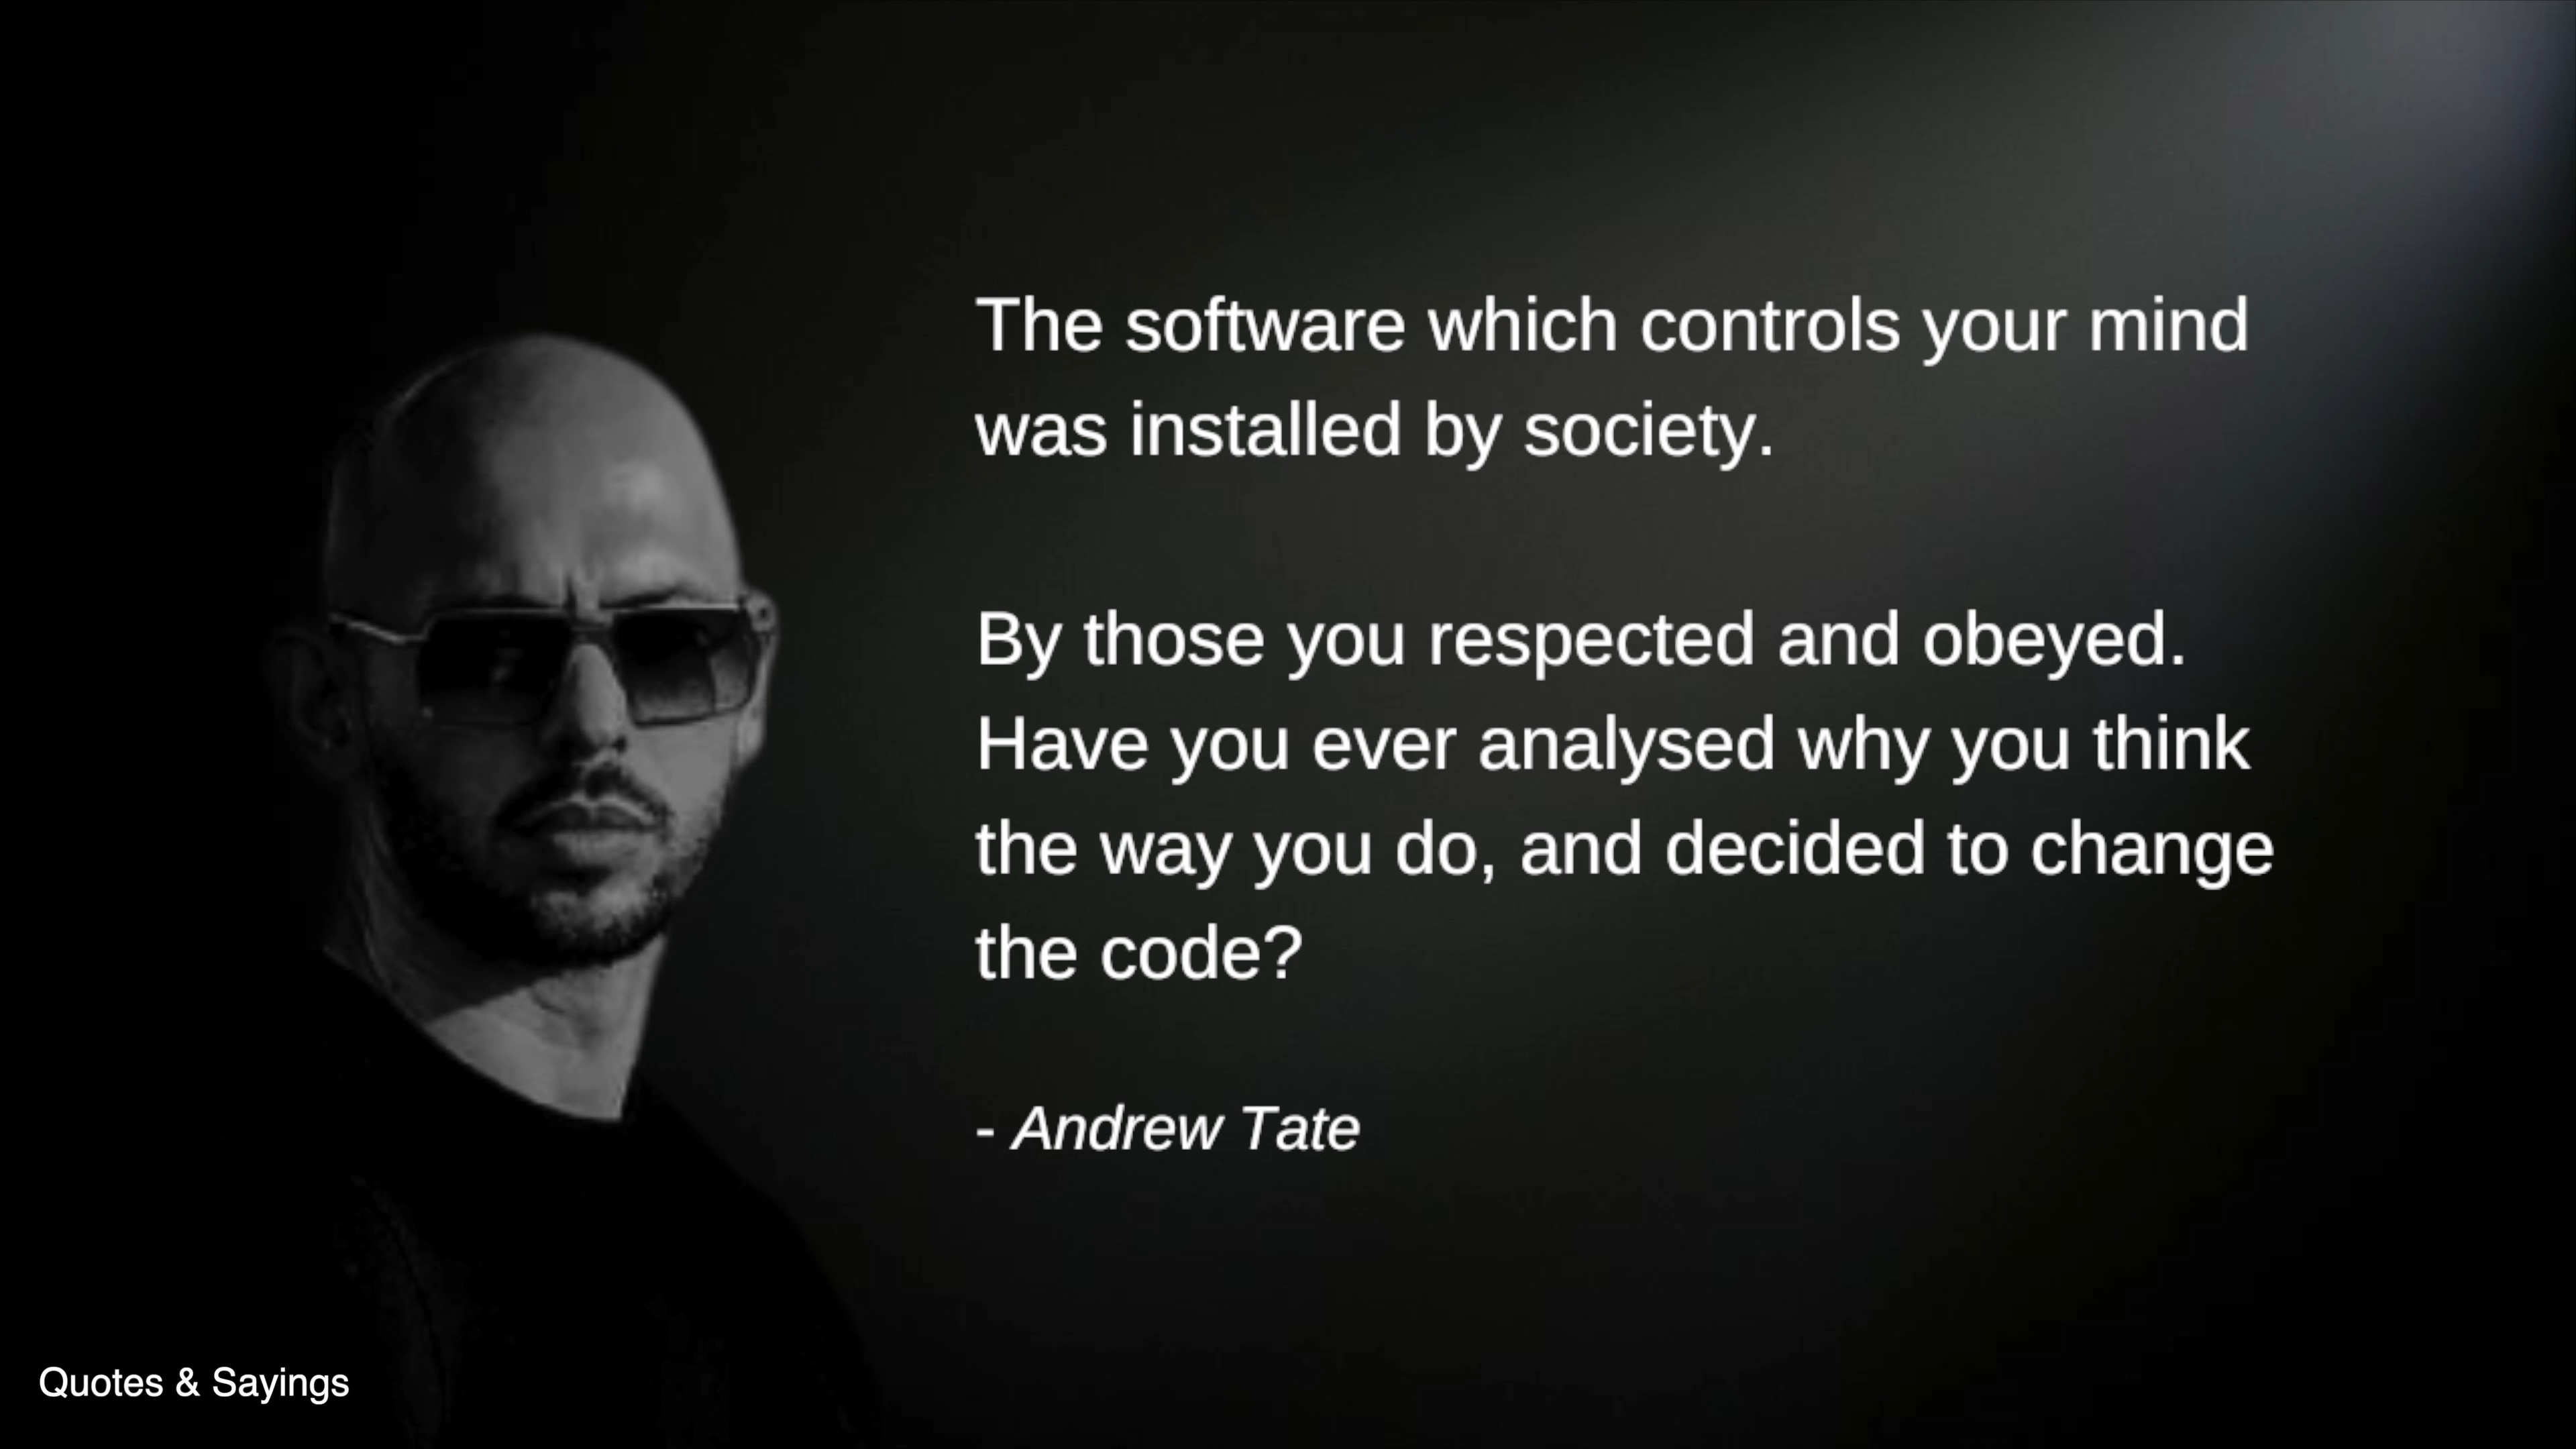 The software which controls your mind
was installed by society.
By those you respected and obeyed.
Have you ever analysed why you think
the way you do, and decided to change
the code?
- Andrew Tate
Quotes & Sayings